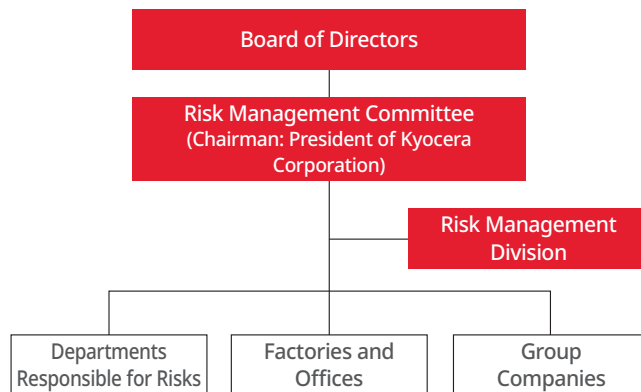 Board of Directors
Risk Management Committee
(Chairman: President of Kyocera
Corporation)
Risk Management
Division
Departments
Responsible for Risks
Factories and
Offices
Group
Companies